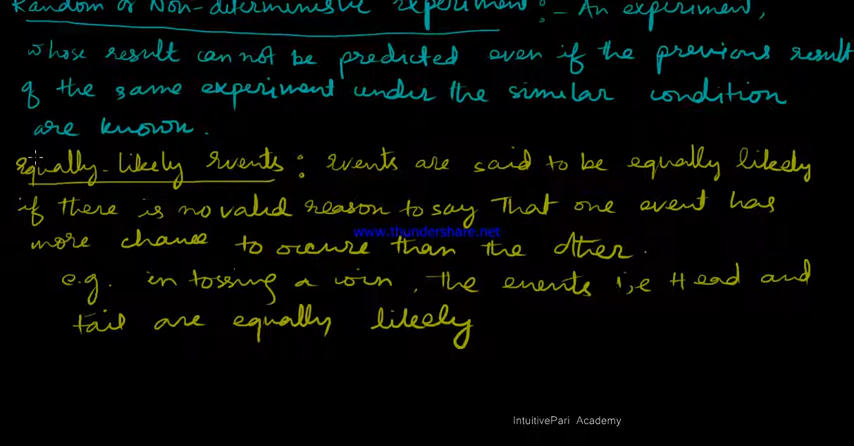 Random or Non-deterministic experiment :- An experiment,
whose result can not be predicted even if the previous result
of the same experiment under the similar condition
are known.
Equally-likely Events : Events are said to be equally likely
if there is no valid reason to say That one event has
www.thundershare.net
more chance to occure than the other.
e.g. in tossing a coin, The events i,e Head and
tail are equally likely
IntuitivePari Academy